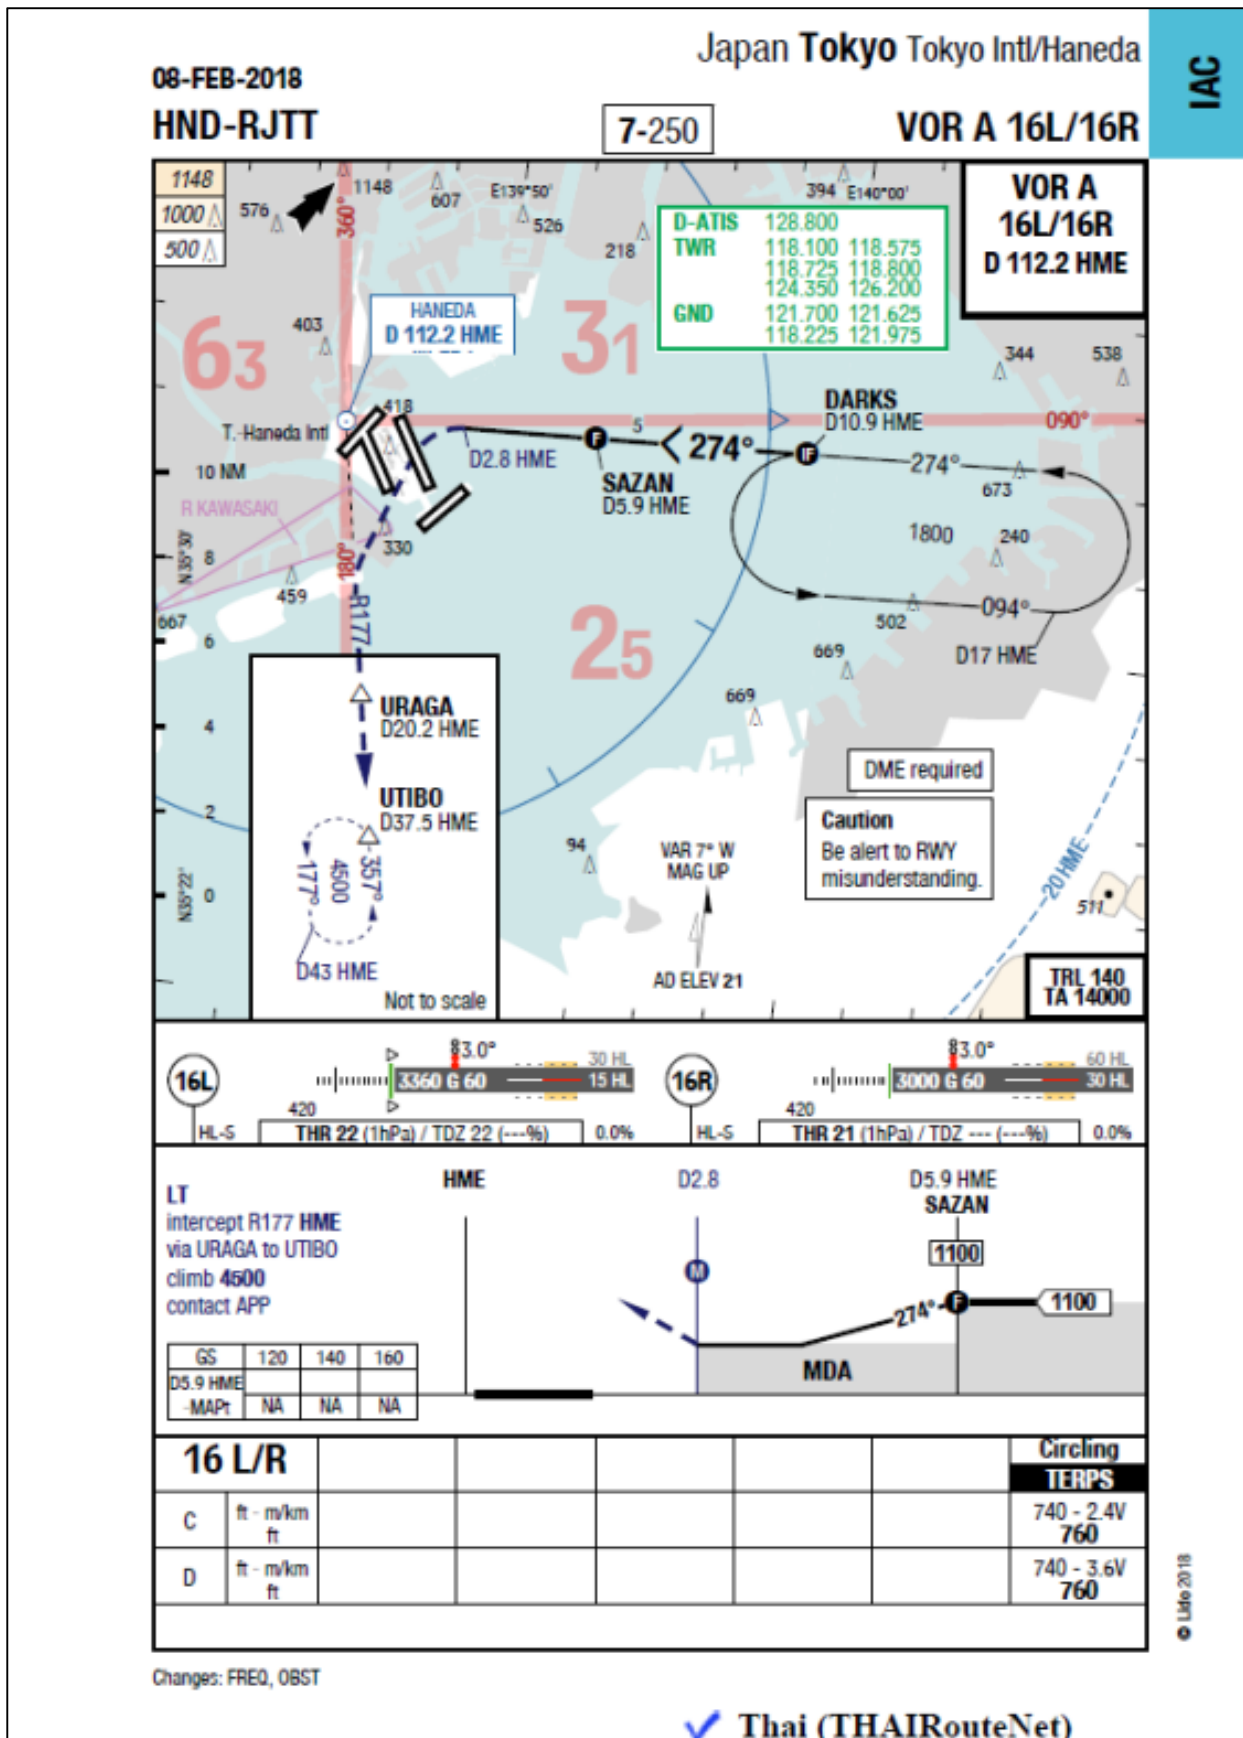 Japan Tokyo Tokyo Intl/Haneda
IAC
08-FEB-2018
HND-RJTT
7-250
VOR A 16L/16R
1148
1000
500
576
360°
1148
607
E139°50'
526
218
394
E140°00'
D-ATIS 128.800
TWR 118.100 118.575
118.725 118.800
124.350 126.200
GND 121.700 121.625
118.225 121.975
VOR A
16L/16R
D 112.2 HME
HANEDA
D 112.2 HME
403
63
31
344
538
418
T.-Haneda Intl
DARKS
D10.9 HME
090°
5
274°
274°
D2.8 HME
SAZAN
D5.9 HME
673
10 NM
R KAWASAKI
1800
240
330
N35°30'
8
180°
459
R177
667
6
25
502
094°
D17 HME
669
669
URAGA
D20.2 HME
4
DME required
UTIBO
D37.5 HME
2
Caution
Be alert to RWY
misunderstanding.
94
VAR 7° W
MAG UP
20 HME
511
177°
4500
357°
N35°22'
0
D43 HME
AD ELEV 21
Not to scale
TRL 140
TA 14000
16L
3.0°
30 HL
3360 G 60
15 HL
420
HL-S
THR 22 (1hPa) / TDZ 22 (---%)
0.0%
16R
3.0°
60 HL
3000 G 60
30 HL
420
HL-S
THR 21 (1hPa) / TDZ --- (---%)
0.0%
HME
D2.8
D5.9 HME
SAZAN
LT
intercept R177 HME
via URAGA to UTIBO
climb 4500
contact APP
1100
M
274°
F
1100
MDA
GS 120 140 160
D5.9 HME
-MAPt NA NA NA
16 L/R
Circling
TERPS
C ft - m/km 740 - 2.4V
ft 760
D ft - m/km 740 - 3.6V
ft 760
© Lido 2018
Changes: FREQ, OBST
Thai (THAIRouteNet)